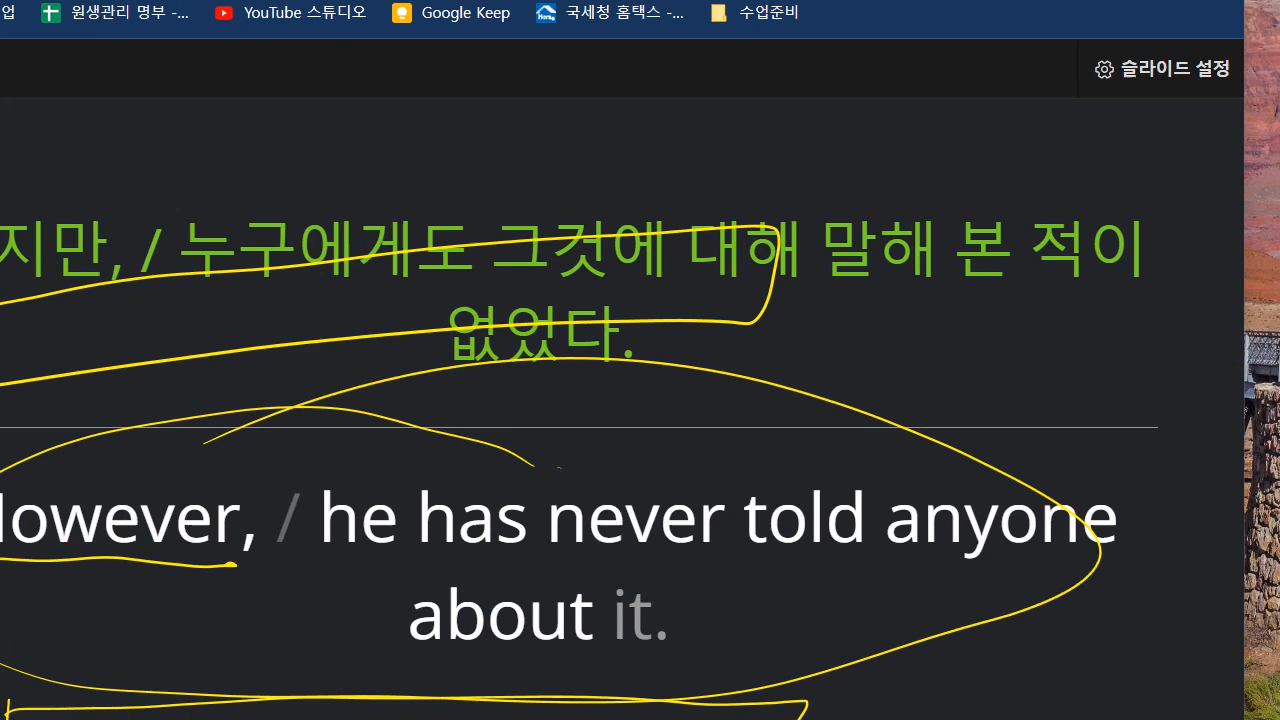 업 원생관리 명부 -... YouTube 스튜디오 Google Keep 국세청 홈택스 -... 수업준비
슬라이드 설정
지만, / 누구에게도 그것에 대해 말해 본 적이
없었다.
However, / he has never told anyone
about it.